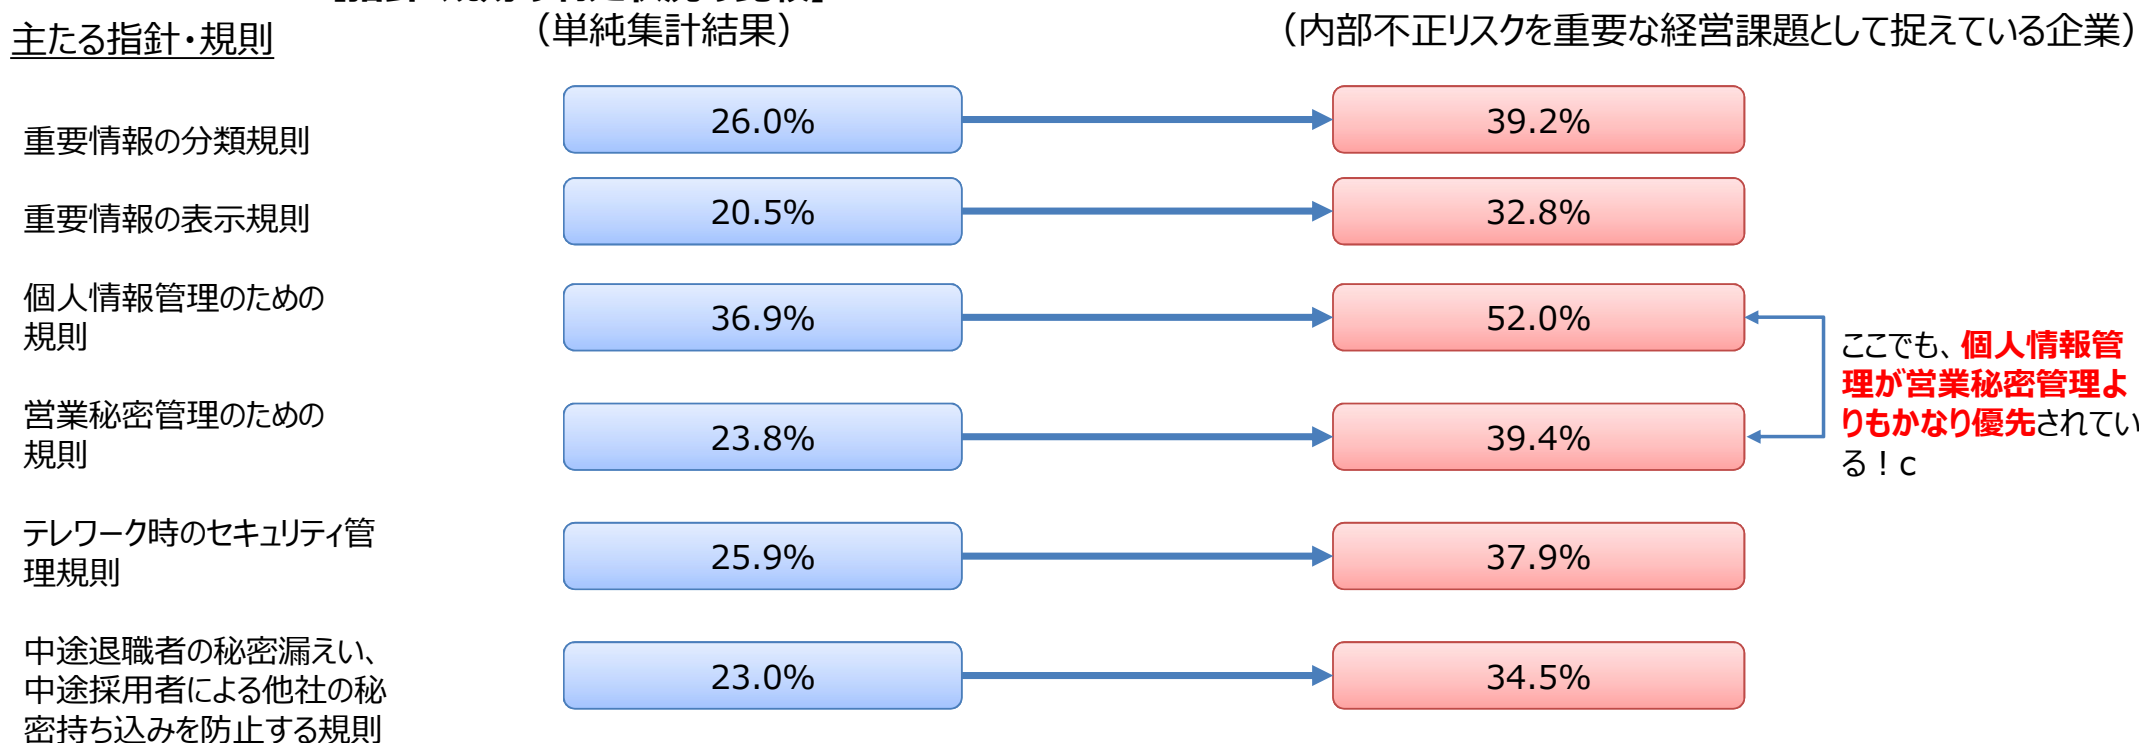 （単純集計結果）
（内部不正リスクを重要な経営課題として捉えている企業）
主たる指針・規則
重要情報の分類規則
26.0%
39.2%
重要情報の表示規則
20.5%
32.8%
個人情報管理のための
規則
36.9%
52.0%
ここでも、個人情報管
理が営業秘密管理よ
りもかなり優先されてい
る！c
営業秘密管理のための
規則
23.8%
39.4%
テレワーク時のセキュリティ管
理規則
25.9%
37.9%
中途退職者の秘密漏えい、
中途採用者による他社の秘
密持ち込みを防止する規則
23.0%
34.5%